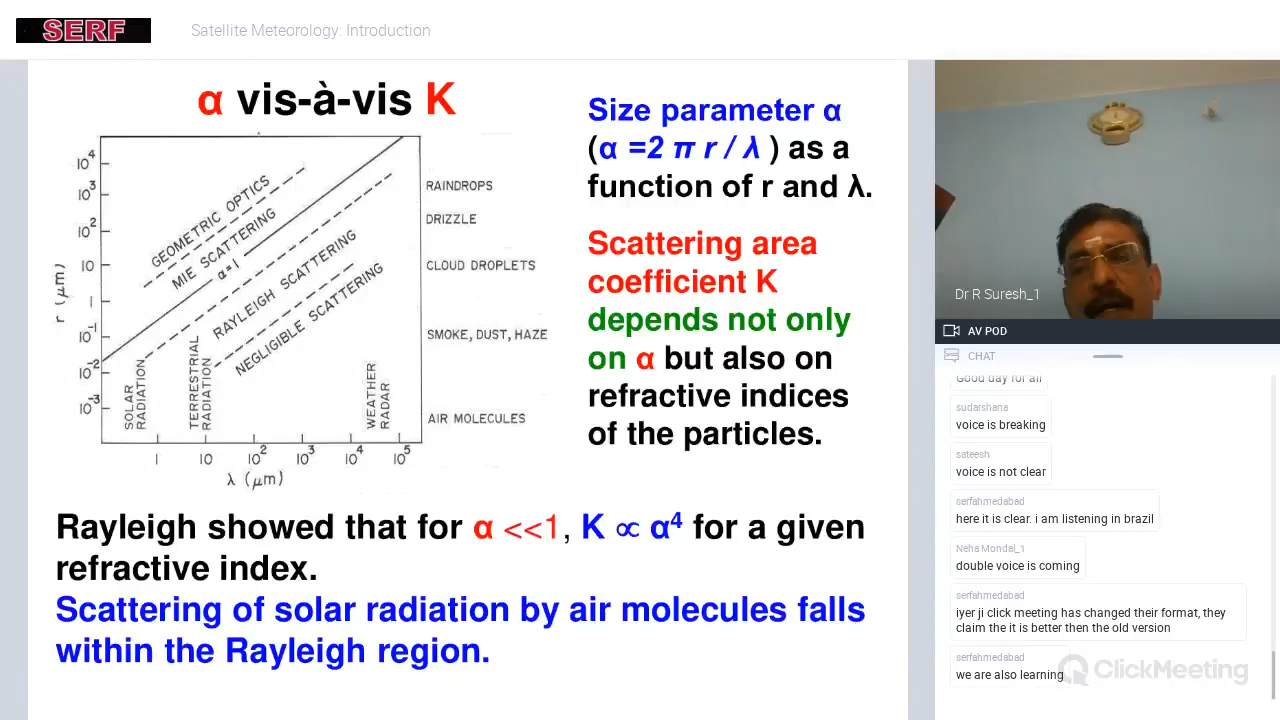 SERF
Satellite Meteorology: Introduction
α vis-à-vis K
10⁴
10³
10²
10
1
10⁻¹
10⁻²
10⁻³
r (μm)
GEOMETRIC OPTICS
MIE SCATTERING
α=1
RAYLEIGH SCATTERING
NEGLIGIBLE SCATTERING
SOLAR
RADIATION
TERRESTRIAL
RADIATION
WEATHER
RADAR
RAINDROPS
DRIZZLE
CLOUD DROPLETS
SMOKE, DUST, HAZE
AIR MOLECULES
1 10 10² 10³ 10⁴ 10⁵
λ (μm)
Size parameter α
(α =2 π r / λ ) as a
function of r and λ.
Scattering area
coefficient K
depends not only
on α but also on
refractive indices
of the particles.
Rayleigh showed that for α <<1, K ∝ α⁴ for a given
refractive index.
Scattering of solar radiation by air molecules falls
within the Rayleigh region.
Dr R Suresh_1
AV POD
CHAT
Good day for all
sudarshana
voice is breaking
sateesh
voice is not clear
serfahmedabad
here it is clear. i am listening in brazil
Neha Mondal_1
double voice is coming
serfahmedabad
iyer ji click meeting has changed their format, they
claim the it is better then the old version
serfahmedabad
we are also learning
ClickMeeting